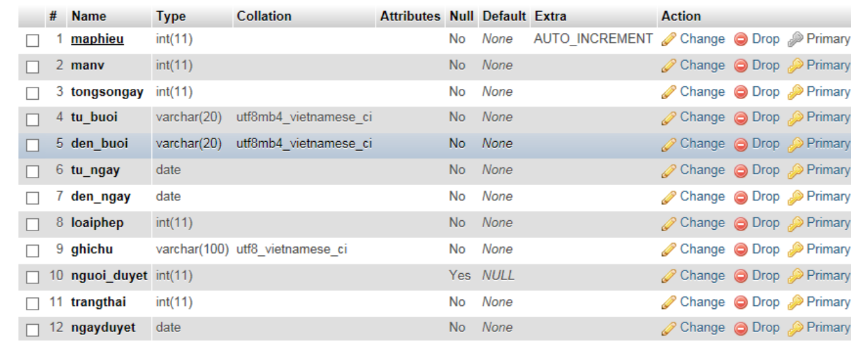 # Name Type Collation Attributes Null Default Extra Action
1 maphieu int(11) No None AUTO_INCREMENT Change Drop Primary
2 manv int(11) No None Change Drop Primary
3 tongsongay int(11) No None Change Drop Primary
4 tu_buoi varchar(20) utf8mb4_vietnamese_ci No None Change Drop Primary
5 den_buoi varchar(20) utf8mb4_vietnamese_ci No None Change Drop Primary
6 tu_ngay date No None Change Drop Primary
7 den_ngay date No None Change Drop Primary
8 loaiphep int(11) No None Change Drop Primary
9 ghichu varchar(100) utf8_vietnamese_ci No None Change Drop Primary
10 nguoi_duyet int(11) Yes NULL Change Drop Primary
11 trangthai int(11) No None Change Drop Primary
12 ngayduyet date No None Change Drop Primary